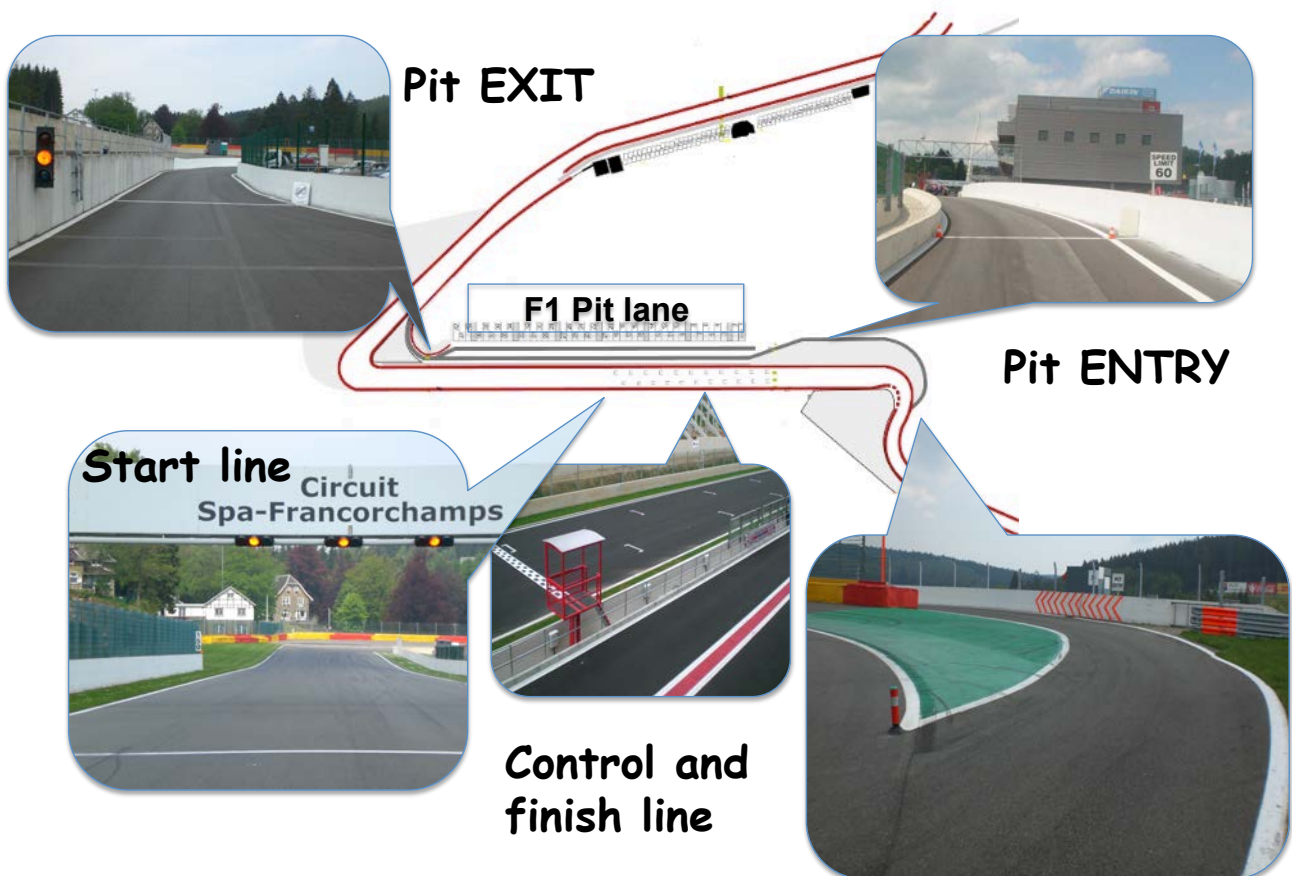 Pit EXIT
DAIKIN
SPEED
LIMIT
60
F1 Pit lane
Pit ENTRY
Start line
Circuit
Spa-Francorchamps
Control and
finish line